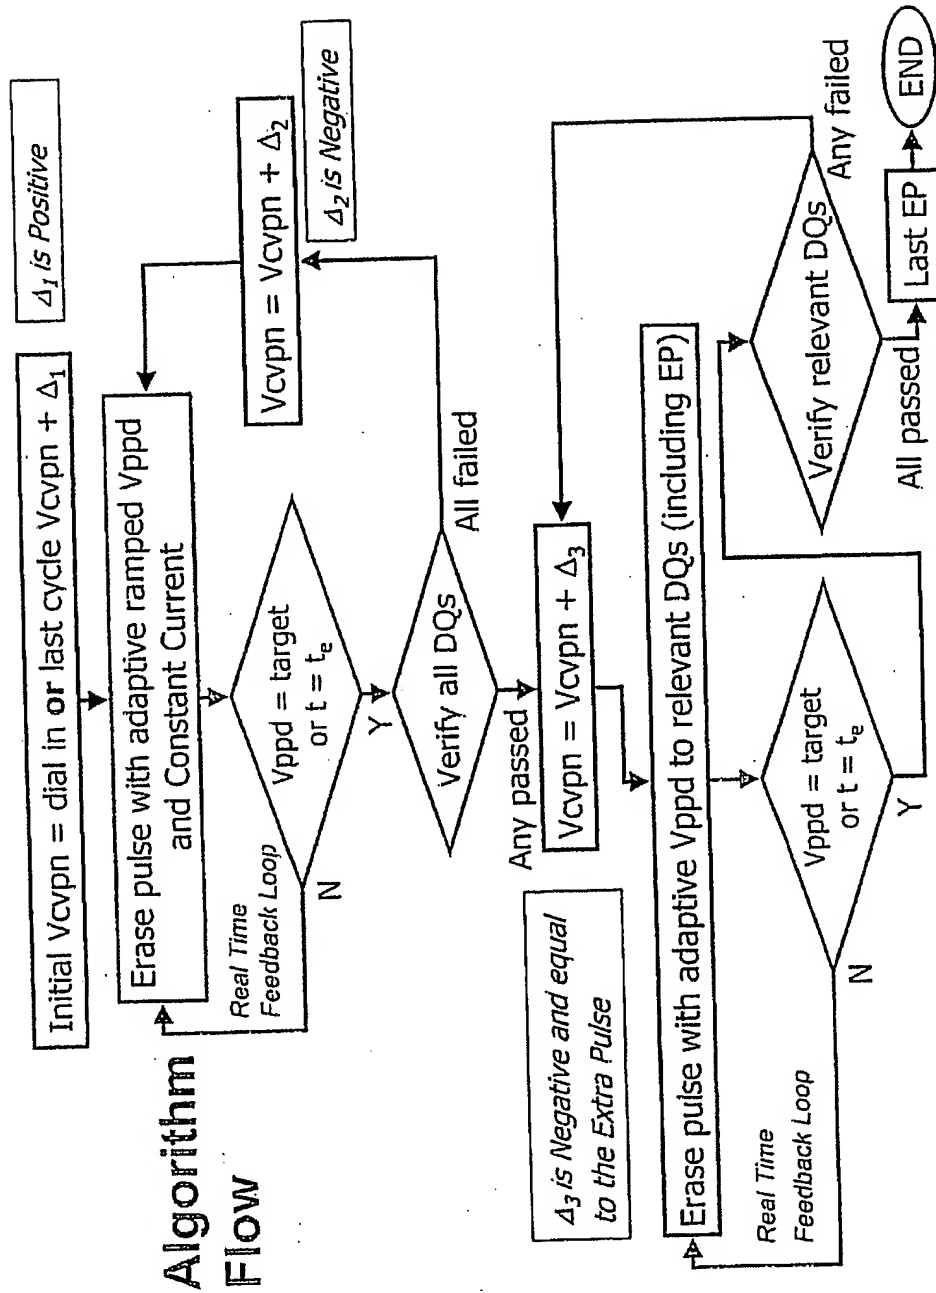 Algorithm
Flow
Initial Vcvpn = dial in or last cycle Vcvpn + Δ₁
Δ₁ is Positive
Erase pulse with adaptive ramped Vppd
and Constant Current
Vcvpn = Vcvpn + Δ₂
Δ₂ is Negative
Real Time
Feedback Loop
Vppd = target
or t = tₑ
N
Y
Verify all DQs
All failed
Any passed
Δ₃ is Negative and equal
to the Extra Pulse
Vcvpn = Vcvpn + Δ₃
Erase pulse with adaptive Vppd to relevant DQs (including EP)
Real Time
Feedback Loop
Vppd = target
or t = tₑ
N
Y
Verify relevant DQs
Any failed
All passed
Last EP
END